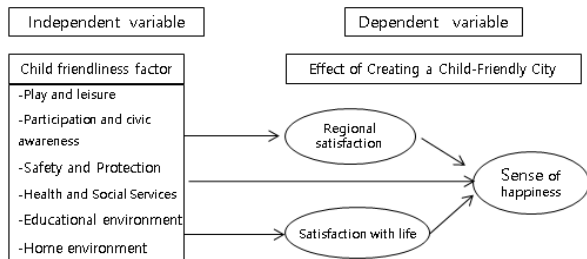 Independent variable
Dependent variable
Child friendliness factor
-Play and leisure
-Participation and civic
awareness
-Safety and Protection
-Health and Social Services
-Educational environment
-Home environment
Effect of Creating a Child-Friendly City
Regional
satisfaction
Satisfaction with life
Sense of
happiness